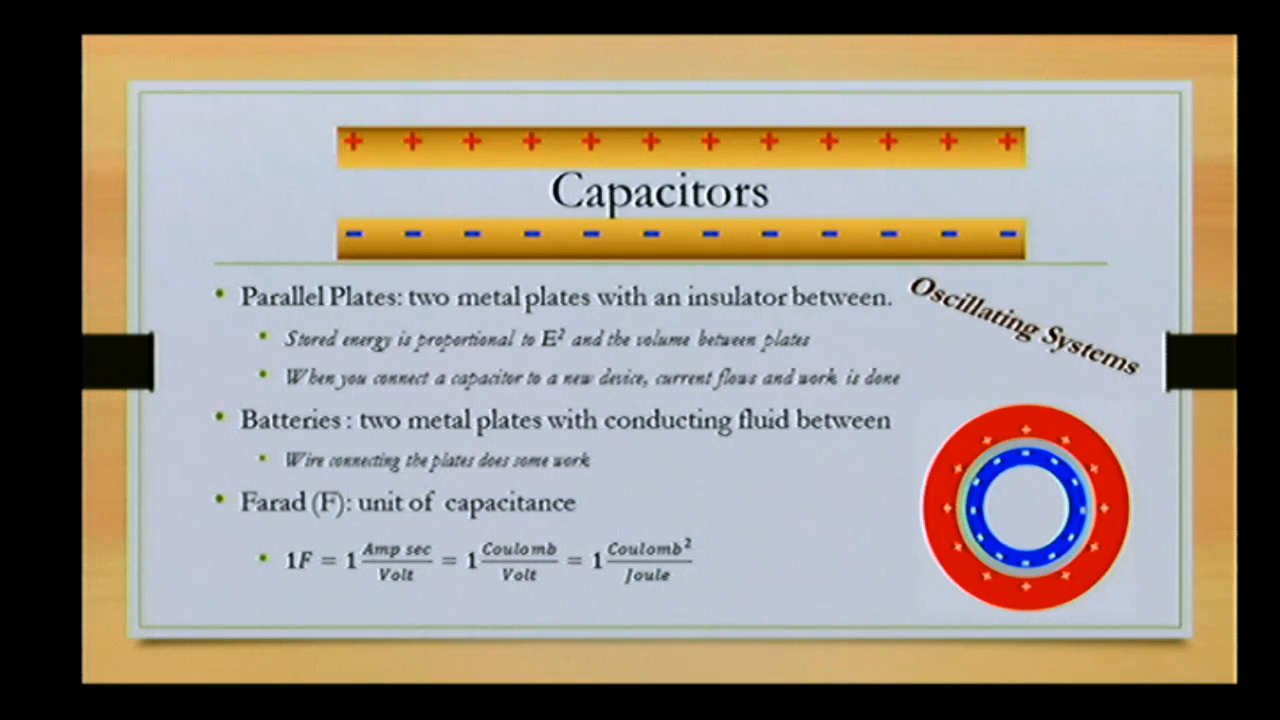 + + + + + + + + + + + +
Capacitors
- - - - - - - - - - - -
• Parallel Plates: two metal plates with an insulator between.
• Stored energy is proportional to E² and the volume between plates
• When you connect a capacitor to a new device, current flows and work is done
Oscillating Systems
• Batteries : two metal plates with conducting fluid between
• Wire connecting the plates does some work
• Farad (F): unit of capacitance
• 1F = 1 Amp sec/Volt = 1 Coulomb/Volt = 1 Coulomb²/Joule